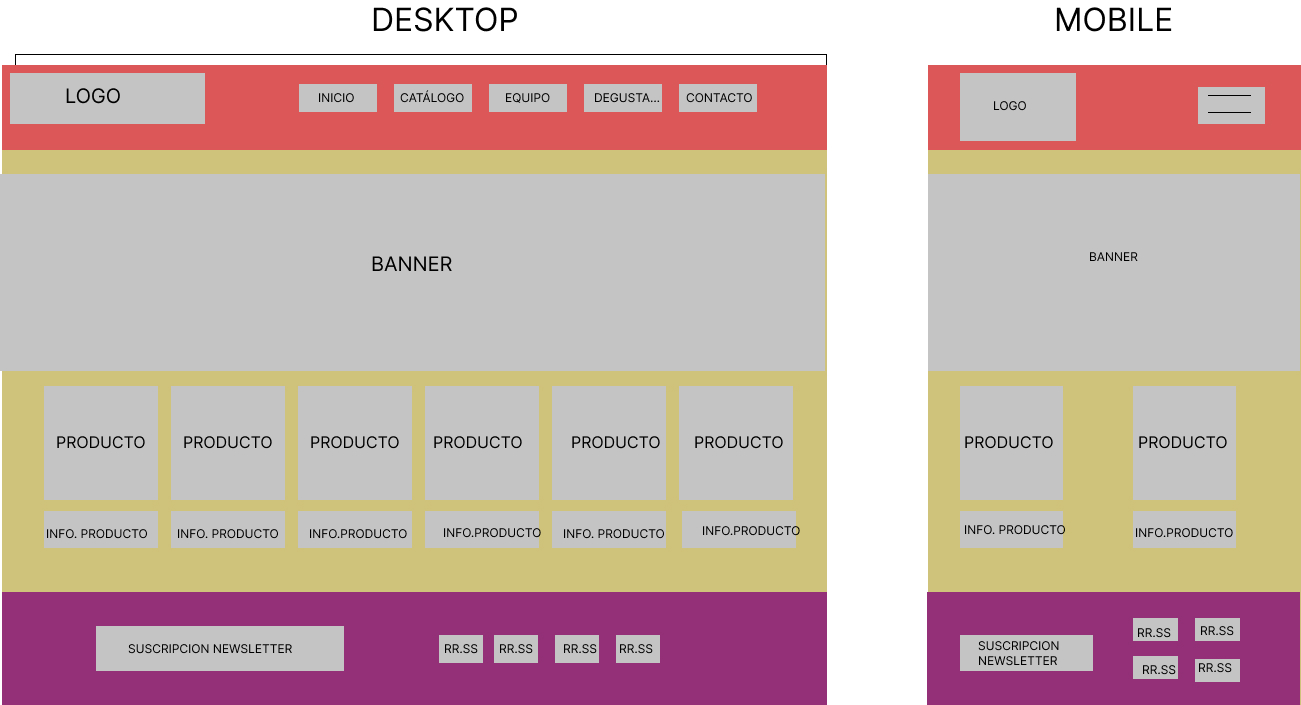 DESKTOP
MOBILE
LOGO
INICIO
CATÁLOGO
EQUIPO
DEGUSTA...
CONTACTO
LOGO
BANNER
BANNER
PRODUCTO
PRODUCTO
PRODUCTO
PRODUCTO
PRODUCTO
PRODUCTO
PRODUCTO
PRODUCTO
INFO. PRODUCTO
INFO. PRODUCTO
INFO.PRODUCTO
INFO.PRODUCTO
INFO. PRODUCTO
INFO.PRODUCTO
INFO. PRODUCTO
INFO.PRODUCTO
SUSCRIPCION NEWSLETTER
RR.SS
RR.SS
RR.SS
RR.SS
SUSCRIPCION
NEWSLETTER
RR.SS
RR.SS
RR.SS
RR.SS